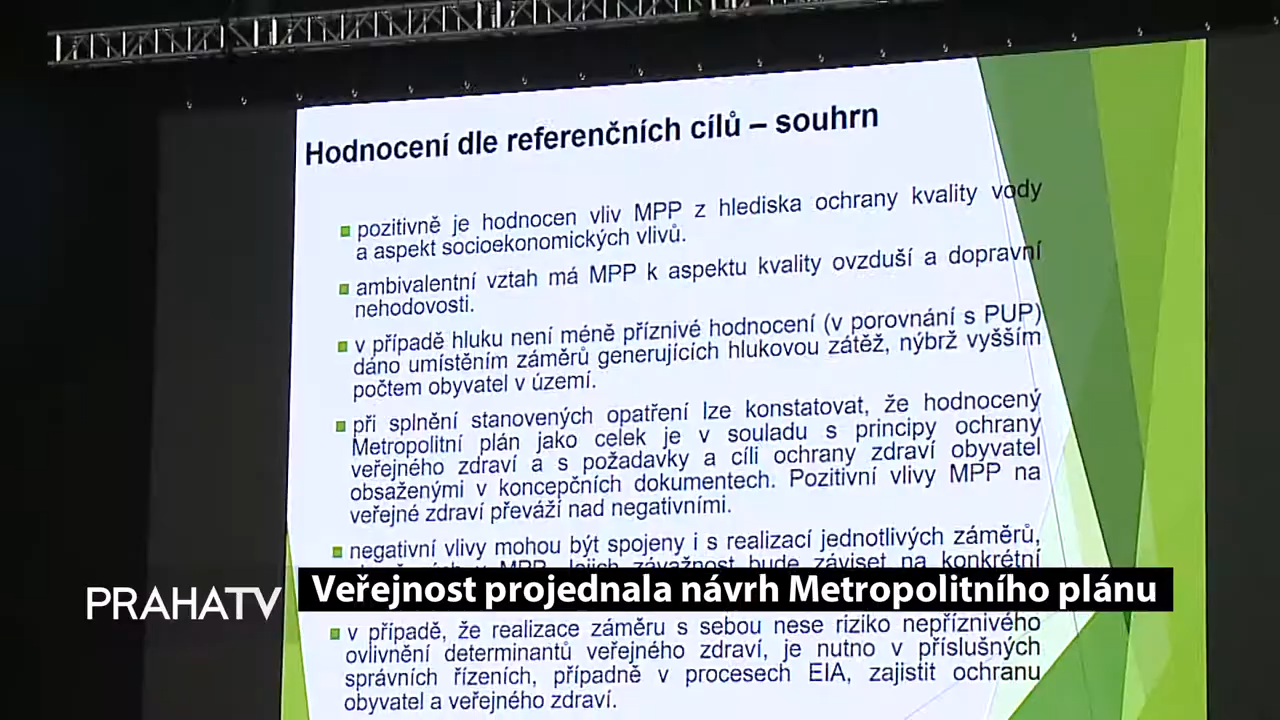 Hodnocení dle referenčních cílů – souhrn
pozitivně je hodnocen vliv MPP z hlediska ochrany kvality vody
a aspekt socioekonomických vlivů.
ambivalentní vztah má MPP k aspektu kvality ovzduší a dopravní
nehodovosti.
v případě hluku není méně příznivé hodnocení (v porovnání s PUP)
dáno umístěním záměrů generujících hlukovou zátěž, nýbrž vyšším
počtem obyvatel v území.
při splnění stanovených opatření lze konstatovat, že hodnocený
Metropolitní plán jako celek je v souladu s principy ochrany
veřejného zdraví a s požadavky a cíli ochrany zdraví obyvatel
obsaženými v koncepčních dokumentech. Pozitivní vlivy MPP na
veřejné zdraví převáží nad negativními.
negativní vlivy mohou být spojeny i s realizací jednotlivých záměrů,
v MPP. Jejich závažnost bude záviset na konkrétní
PRAHATV
Veřejnost projednala návrh Metropolitního plánu
v případě, že realizace záměru s sebou nese riziko nepříznivého
ovlivnění determinantů veřejného zdraví, je nutno v příslušných
správních řízeních, případně v procesech EIA, zajistit ochranu
obyvatel a veřejného zdraví.